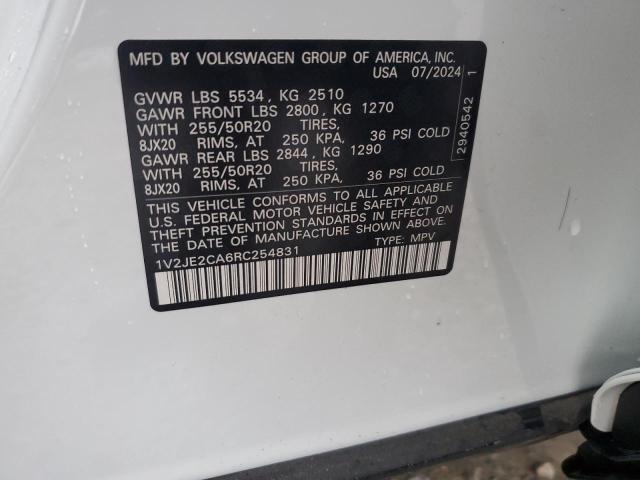 MFD BY VOLKSWAGEN GROUP OF AMERICA, INC.
USA 07/2024
GVWR LBS 5534, KG 2510
GAWR FRONT LBS 2800, KG 1270
WITH 255/50R20 TIRES,
8JX20 RIMS, AT 250 KPA, 36 PSI COLD
GAWR REAR LBS 2844, KG 1290
WITH 255/50R20 TIRES,
8JX20 RIMS, AT 250 KPA, 36 PSI COLD
THIS VEHICLE CONFORMS TO ALL APPLICABLE
U.S. FEDERAL MOTOR VEHICLE SAFETY AND
THEFT PREVENTION STANDARDS IN EFFECT ON
THE DATE OF MANUFACTURE SHOWN ABOVE.
1V2JE2CA6RC254831 TYPE: MPV
2940542 1